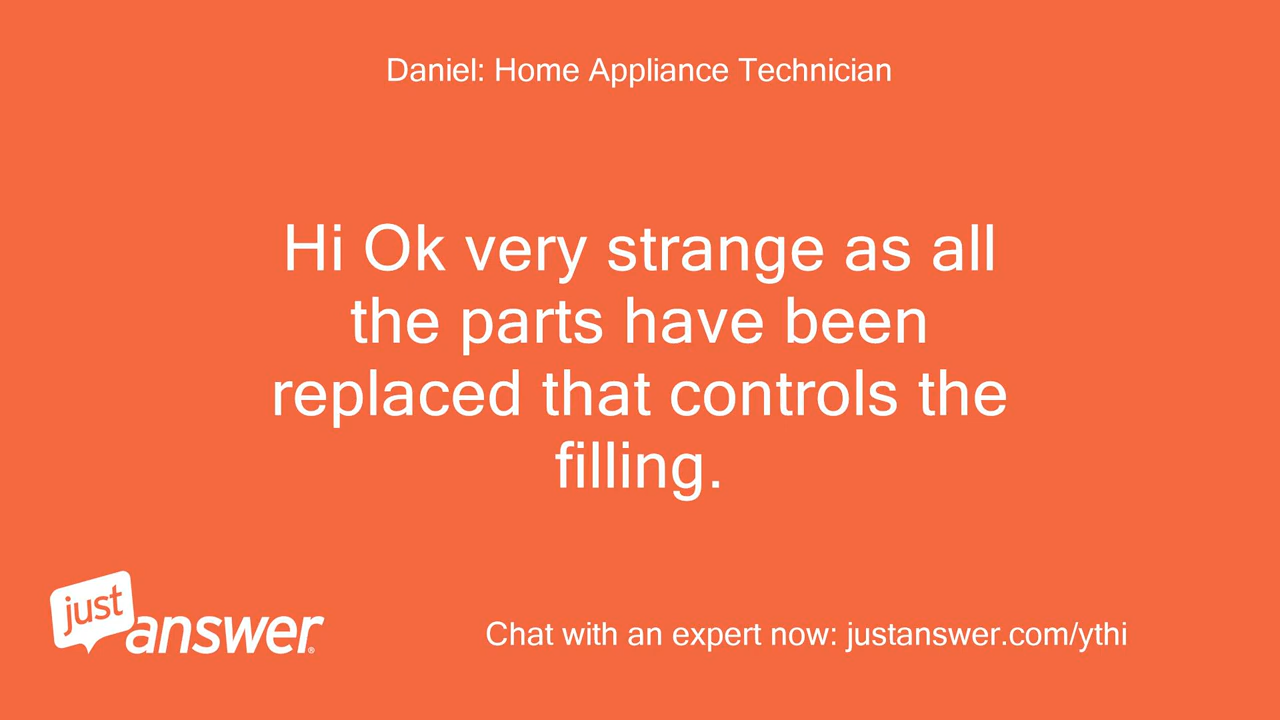 Daniel: Home Appliance Technician
Hi Ok very strange as all
the parts have been
replaced that controls the
filling.
just
answer®
Chat with an expert now: justanswer.com/ythi